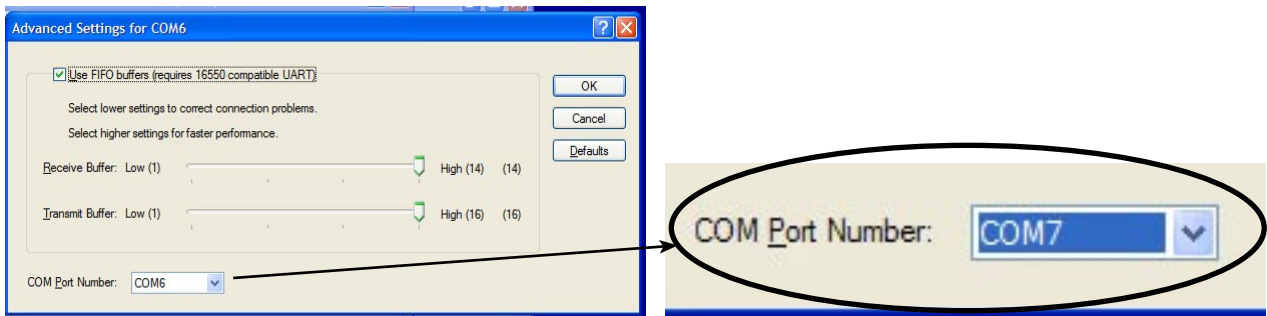 Advanced Settings for COM6
Use FIFO buffers (requires 16550 compatible UART)
Select lower settings to correct connection problems.
Select higher settings for faster performance.
Receive Buffer: Low (1) High (14) (14)
Transmit Buffer: Low (1) High (16) (16)
COM Port Number: COM6
OK
Cancel
Defaults
COM Port Number: COM7